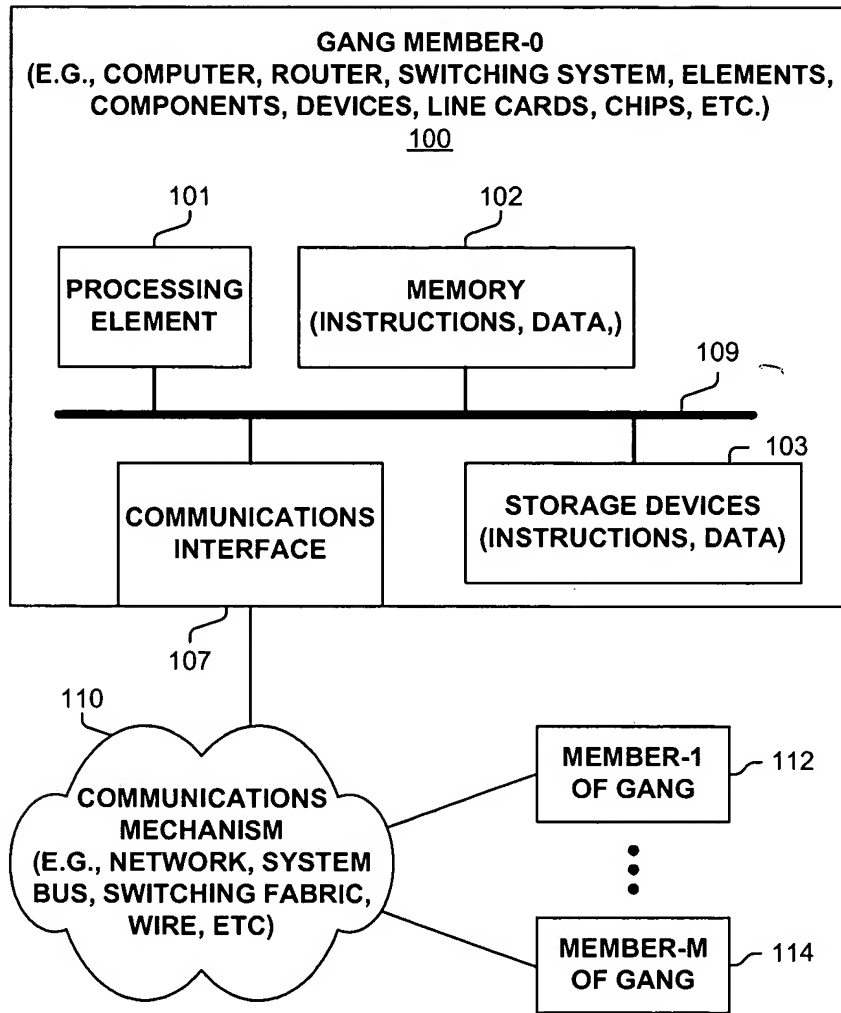 GANG MEMBER-0
(E.G., COMPUTER, ROUTER, SWITCHING SYSTEM, ELEMENTS,
COMPONENTS, DEVICES, LINE CARDS, CHIPS, ETC.)
100
101
102
PROCESSING
ELEMENT
MEMORY
(INSTRUCTIONS, DATA,)
109
103
COMMUNICATIONS
INTERFACE
STORAGE DEVICES
(INSTRUCTIONS, DATA)
107
110
COMMUNICATIONS
MECHANISM
(E.G., NETWORK, SYSTEM
BUS, SWITCHING FABRIC,
WIRE, ETC)
MEMBER-1
OF GANG
112
MEMBER-M
OF GANG
114